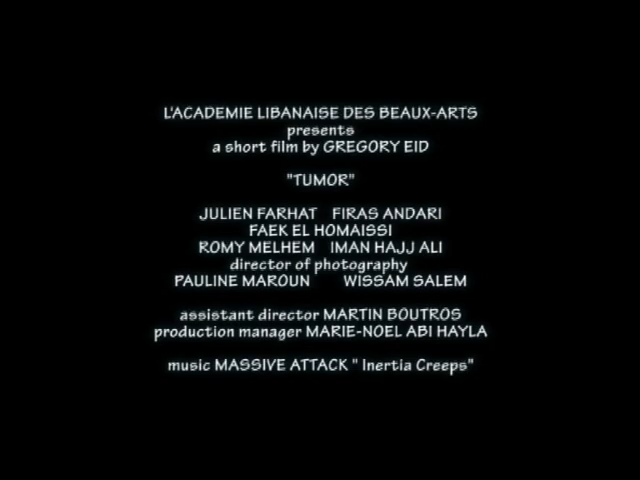 L'ACADEMIE LIBANAISE DES BEAUX-ARTS
presents
a short film by GREGORY EID
"TUMOR"
JULIEN FARHAT FIRAS ANDARI
FAEK EL HOMAISSI
ROMY MELHEM IMAN HAJJ ALI
director of photography
PAULINE MAROUN WISSAM SALEM
assistant director MARTIN BOUTROS
production manager MARIE-NOEL ABI HAYLA
music MASSIVE ATTACK " Inertia Creeps"